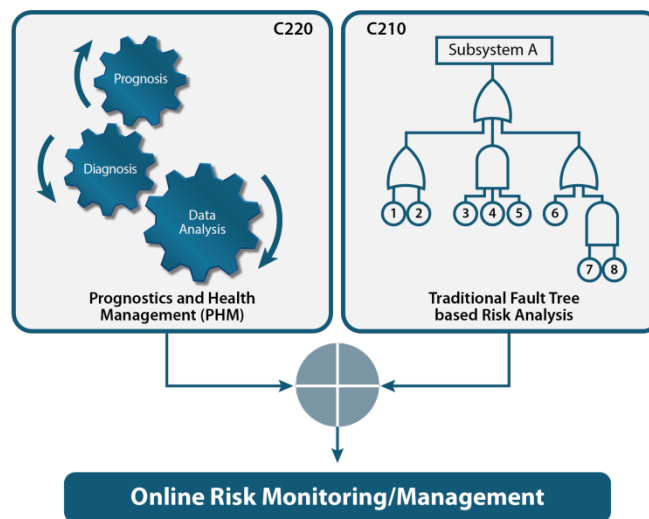 C220
Prognosis
Diagnosis
Data
Analysis
Prognostics and Health
Management (PHM)
C210
Subsystem A
1 2 3 4 5 6
7 8
Traditional Fault Tree
based Risk Analysis
Online Risk Monitoring/Management